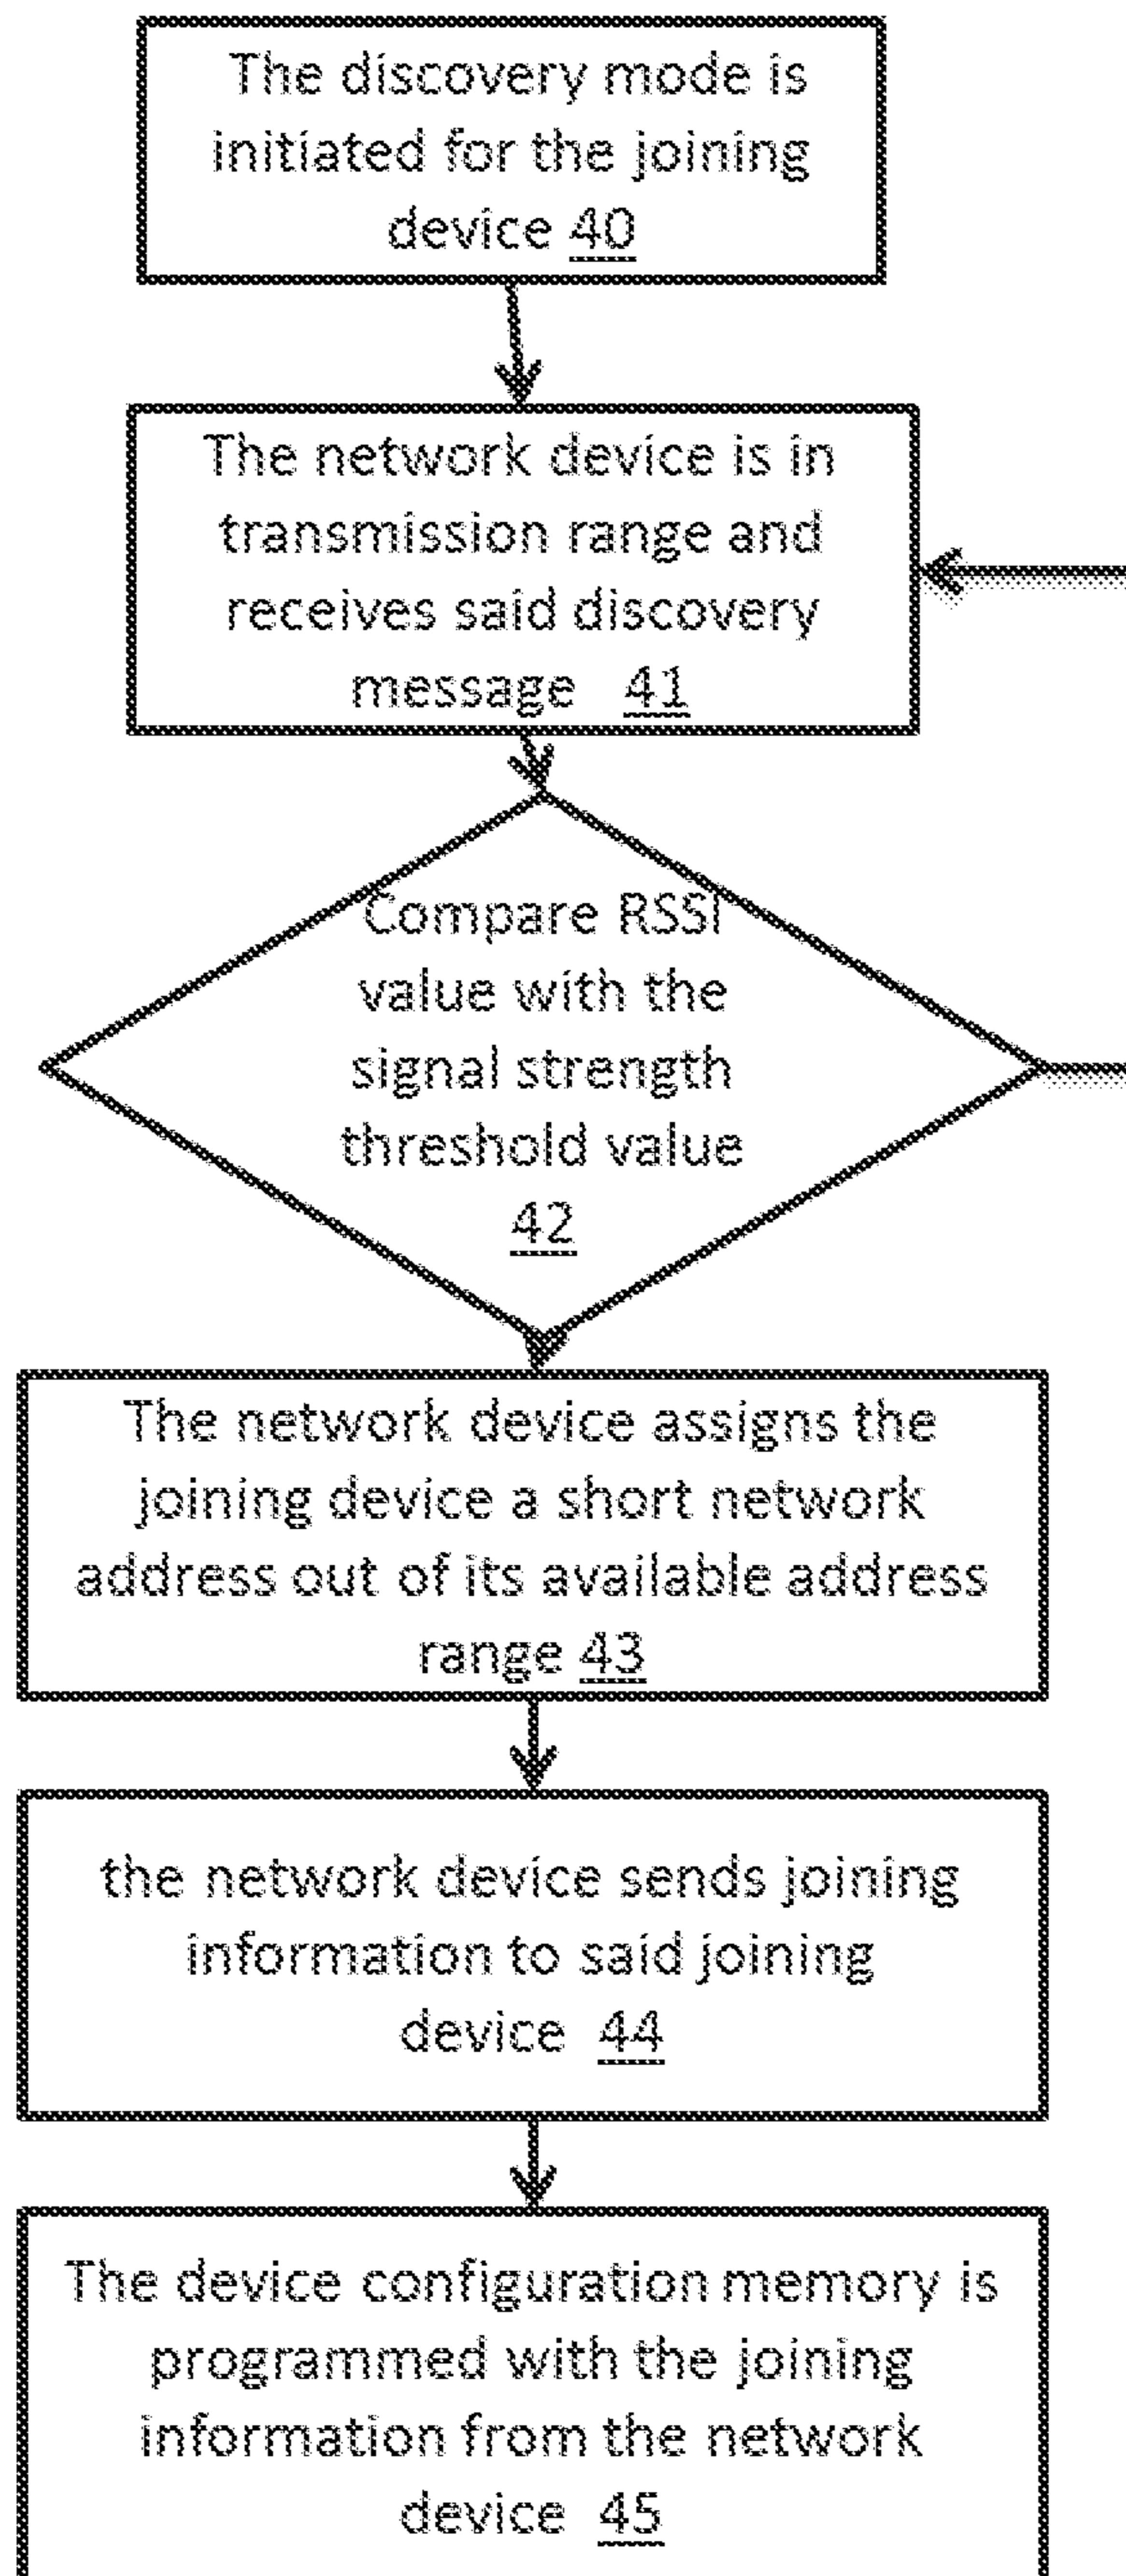 The discovery mode is
initiated for the joining
device 40
The network device is in
transmission range and
receives said discovery
message 41
Compare RSSI
value with the
signal strength
threshold value
42
The network device assigns the
joining device a short network
address out of its available address
range 43
the network device sends joining
information to said joining
device 44
The device configuration memory is
programmed with the joining
information from the network
device 45